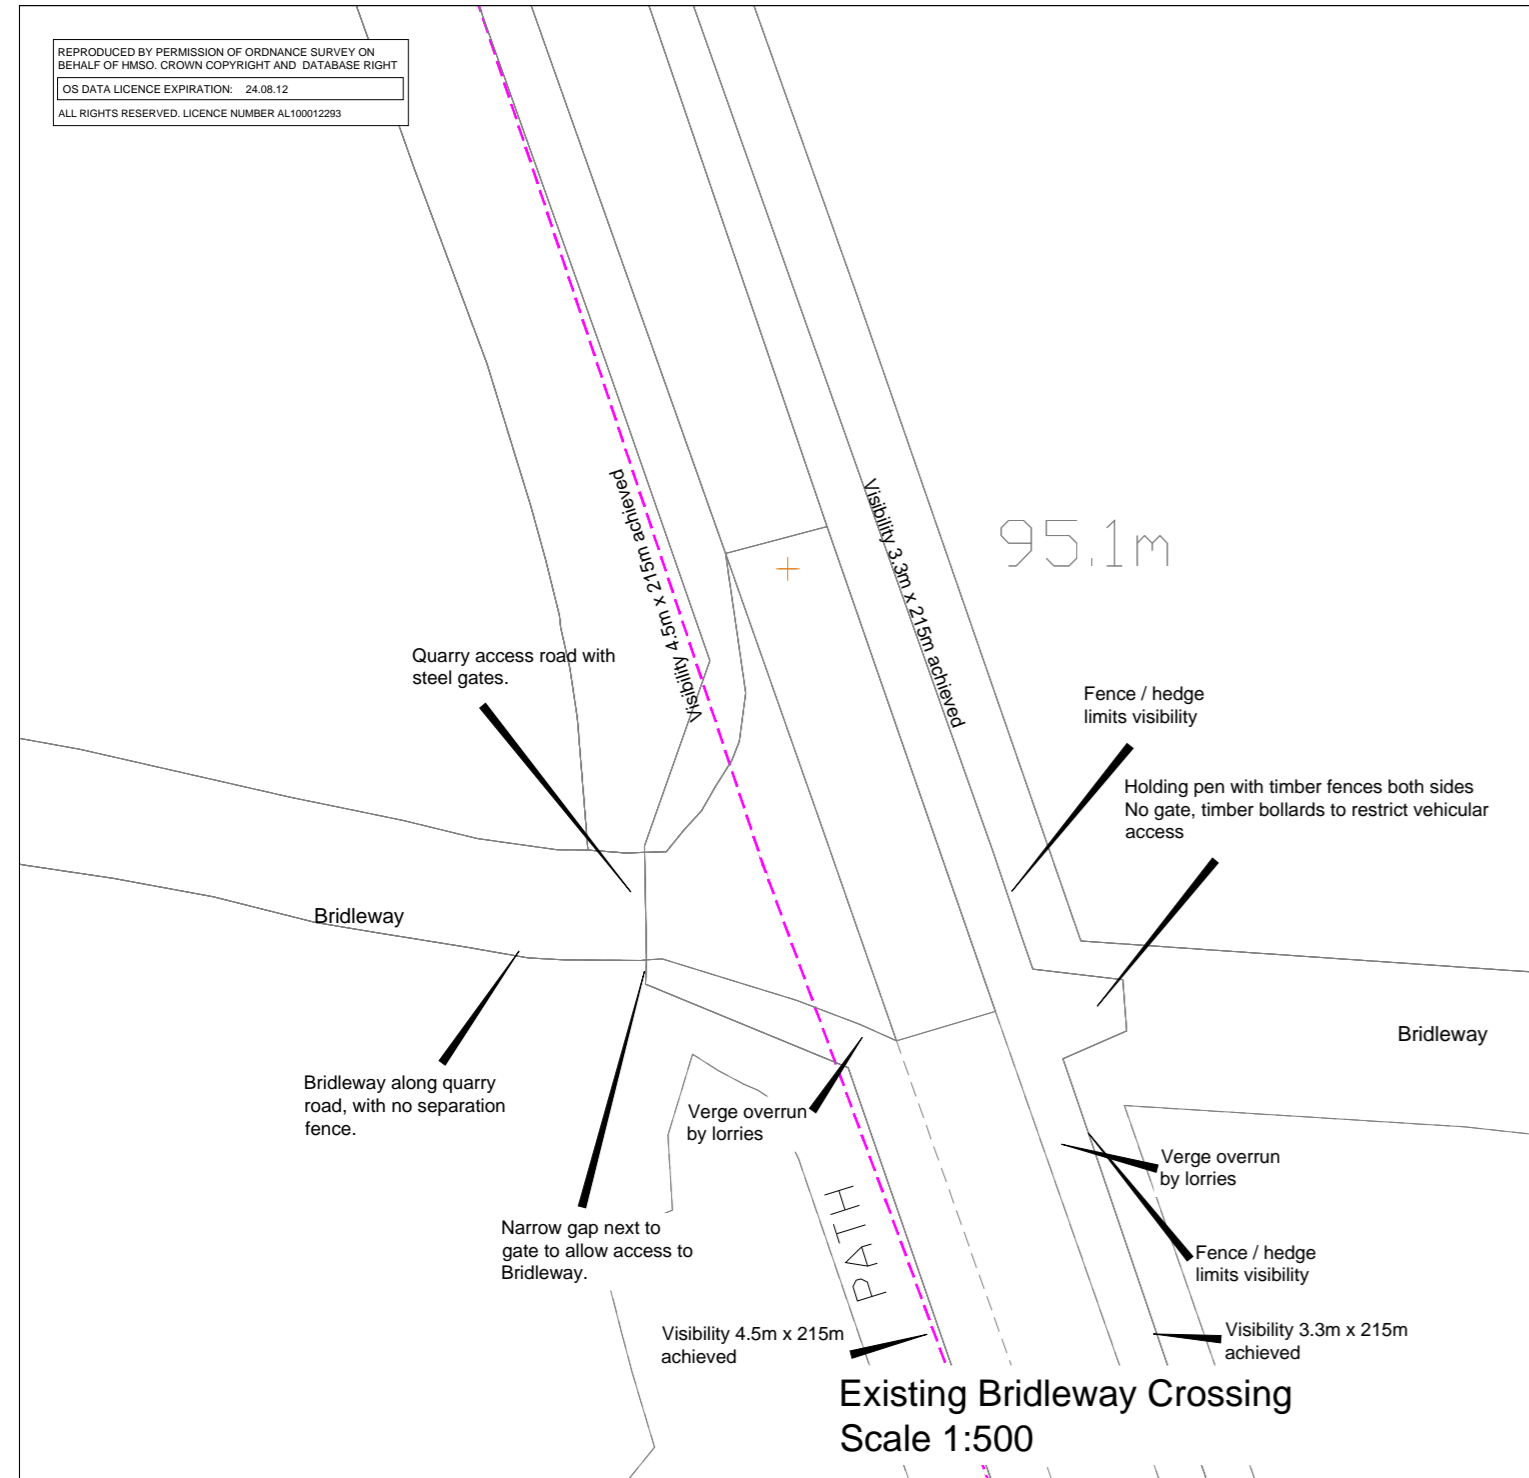 REPRODUCED BY PERMISSION OF ORDNANCE SURVEY ON
BEHALF OF HMSO. CROWN COPYRIGHT AND DATABASE RIGHT
OS DATA LICENCE EXPIRATION: 24.08.12
ALL RIGHTS RESERVED. LICENCE NUMBER AL100012293
Visibility 4.5m x 215m achieved
Visibility 3.3m x 215m achieved
95.1m
Quarry access road with
steel gates.
Fence / hedge
limits visibility
Holding pen with timber fences both sides
No gate, timber bollards to restrict vehicular
access
Bridleway
Bridleway
Bridleway along quarry
road, with no separation
fence.
Verge overrun
by lorries
Verge overrun
by lorries
Narrow gap next to
gate to allow access to
Bridleway.
PATH
Fence / hedge
limits visibility
Visibility 4.5m x 215m
achieved
Visibility 3.3m x 215m
achieved
Existing Bridleway Crossing
Scale 1:500